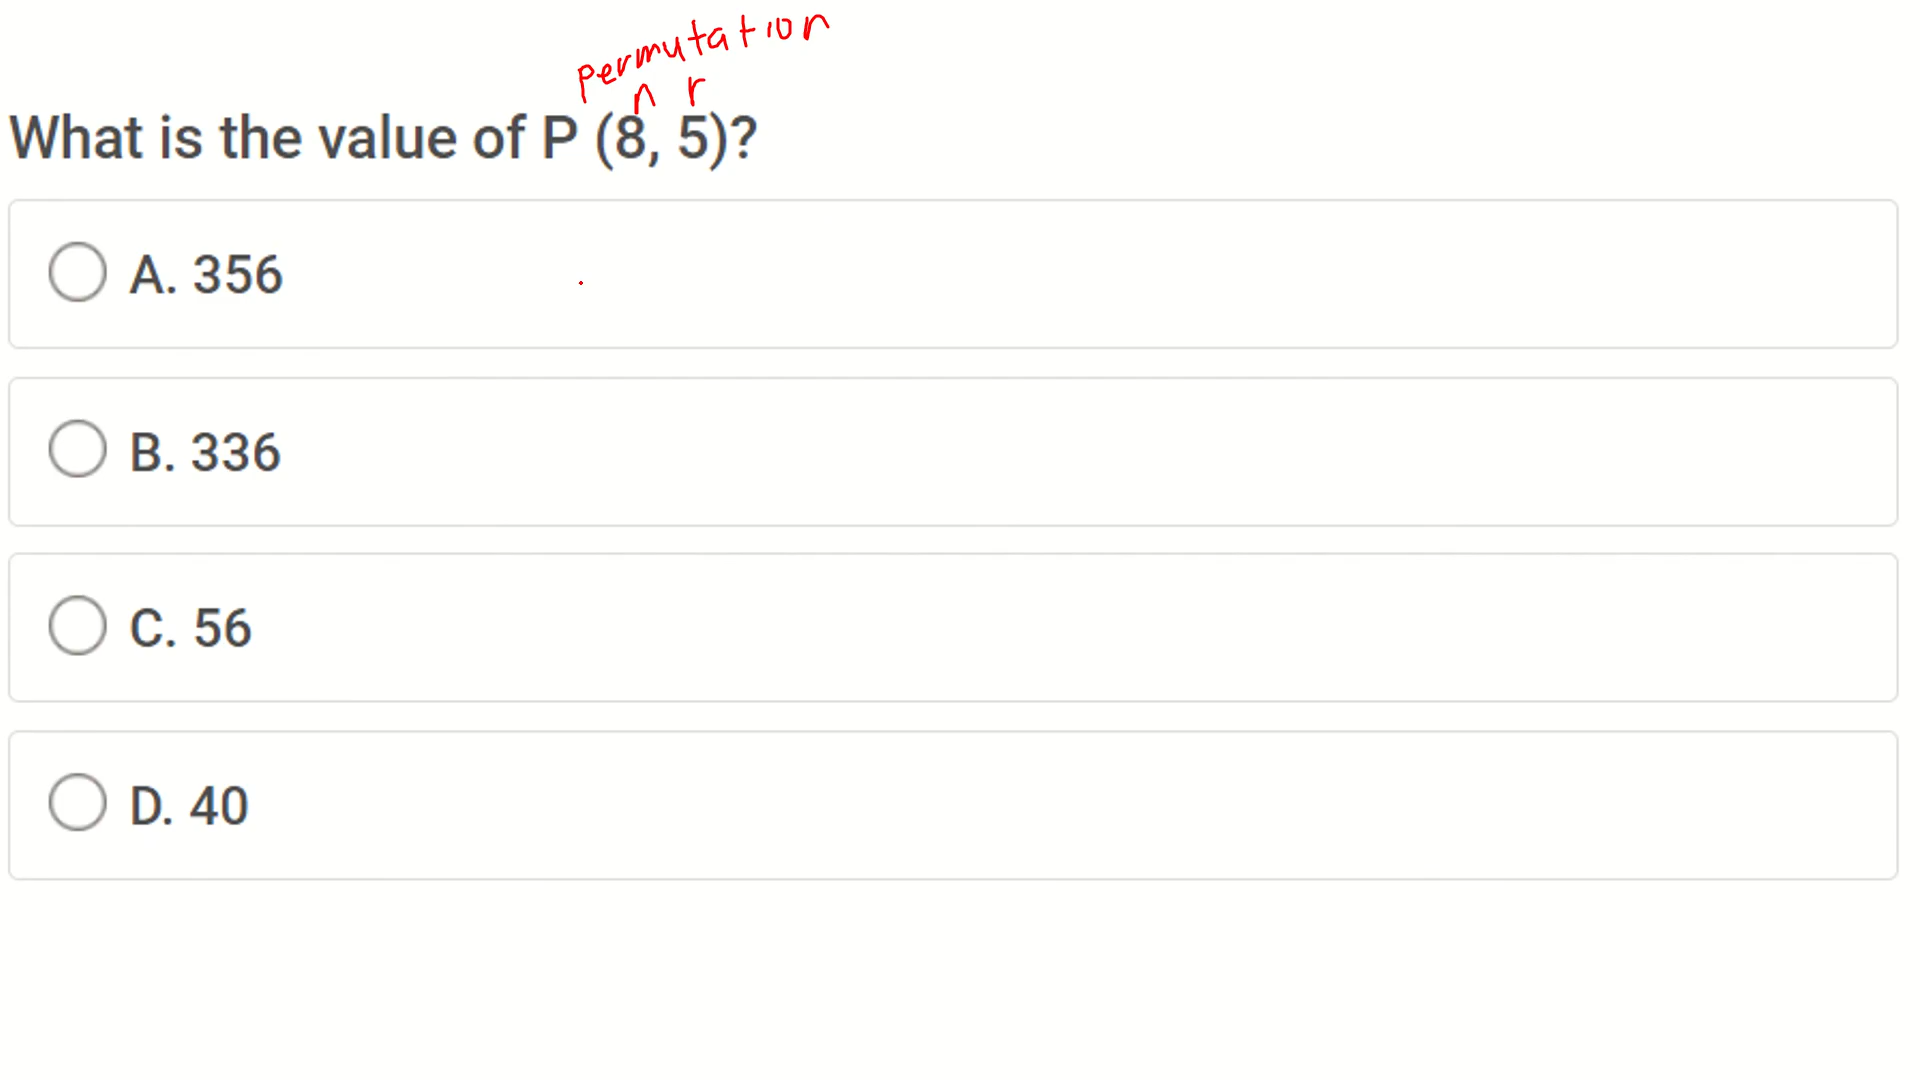 permutation
n r
What is the value of P (8, 5)?
A. 356
B. 336
C. 56
D. 40